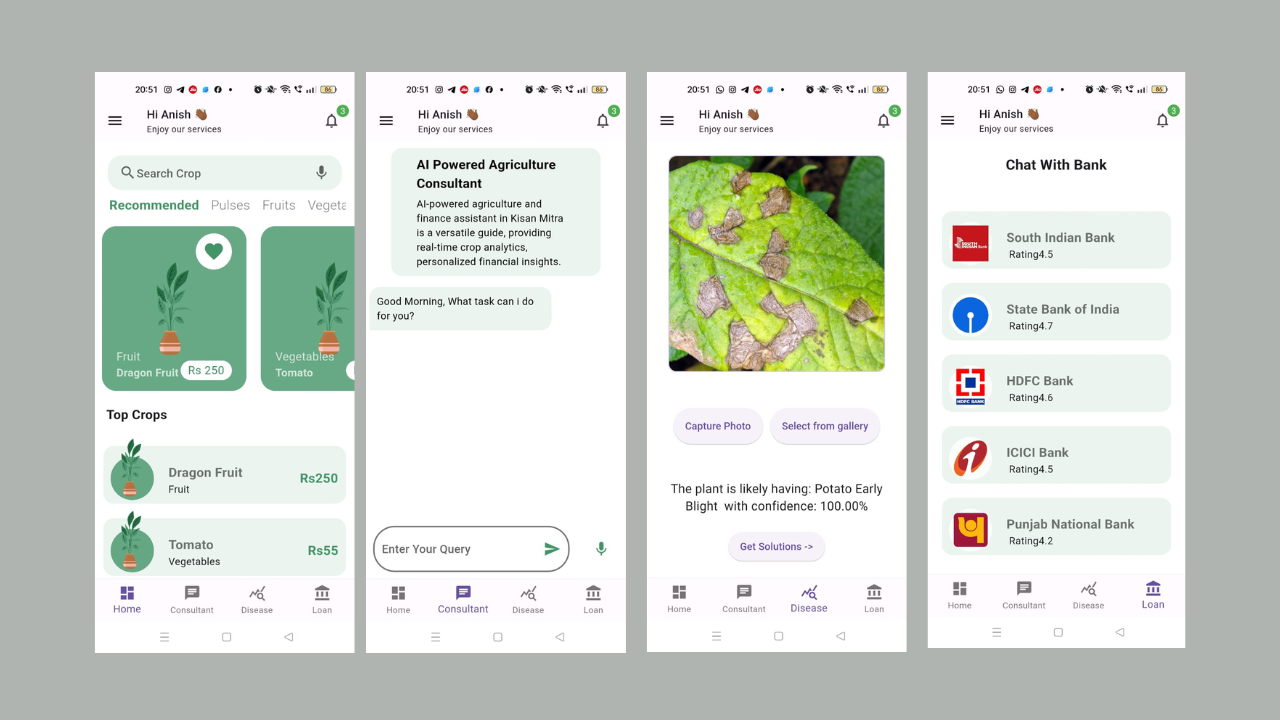 20:51
86
Hi Anish
Enjoy our services
3
Search Crop
Recommended Pulses Fruits Vegeta
Fruit
Dragon Fruit
Rs 250
Vegetables
Tomato
Top Crops
Dragon Fruit
Fruit
Rs250
Tomato
Vegetables
Rs55
Home Consultant Disease Loan
20:51
86
Hi Anish
Enjoy our services
3
AI Powered Agriculture
Consultant
AI-powered agriculture and
finance assistant in Kisan Mitra
is a versatile guide, providing
real-time crop analytics,
personalized financial insights.
Good Morning, What task can i do
for you?
Enter Your Query
Home Consultant Disease Loan
20:51
86
Hi Anish
Enjoy our services
3
Capture Photo
Select from gallery
The plant is likely having: Potato Early
Blight with confidence: 100.00%
Get Solutions ->
Home Consultant Disease Loan
20:51
86
Hi Anish
Enjoy our services
3
Chat With Bank
South Indian Bank
Rating4.5
State Bank of India
Rating4.7
HDFC Bank
Rating4.6
HDFC BANK
ICICI Bank
Rating4.5
Punjab National Bank
Rating4.2
Home Consultant Disease Loan